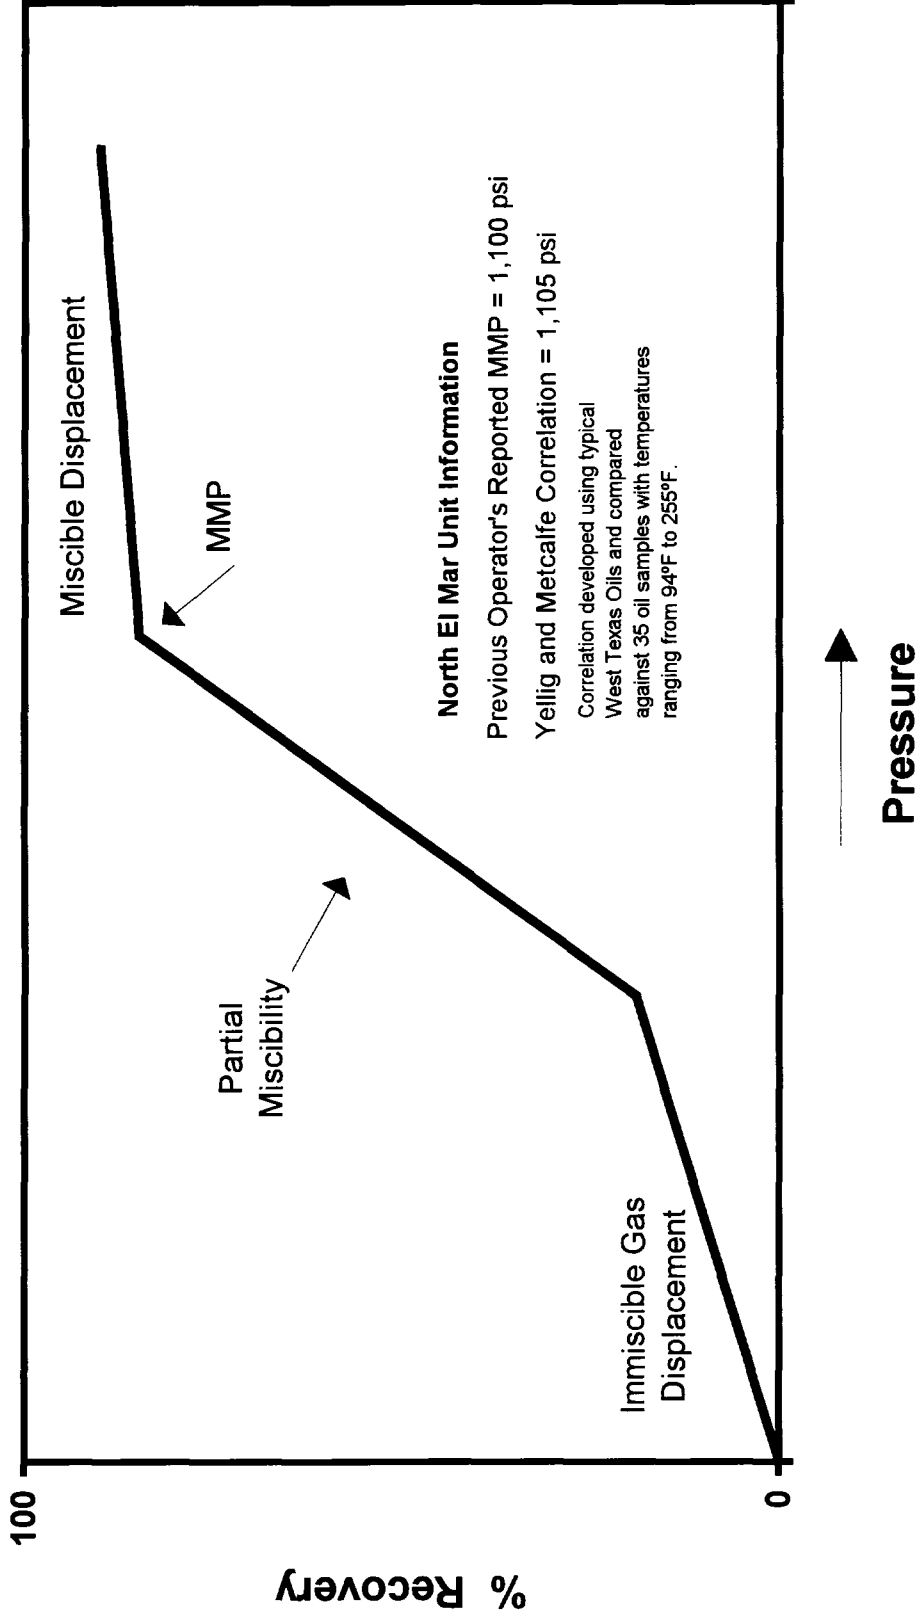 100
0
% Recovery
Miscible Displacement
MMP
Partial
Miscibility
Immiscible Gas
Displacement
North El Mar Unit Information
Previous Operator's Reported MMP = 1,100 psi
Yellig and Metcalfe Correlation = 1,105 psi
Correlation developed using typical
West Texas Oils and compared
against 35 oil samples with temperatures
ranging from 94ºF to 255ºF.
Pressure